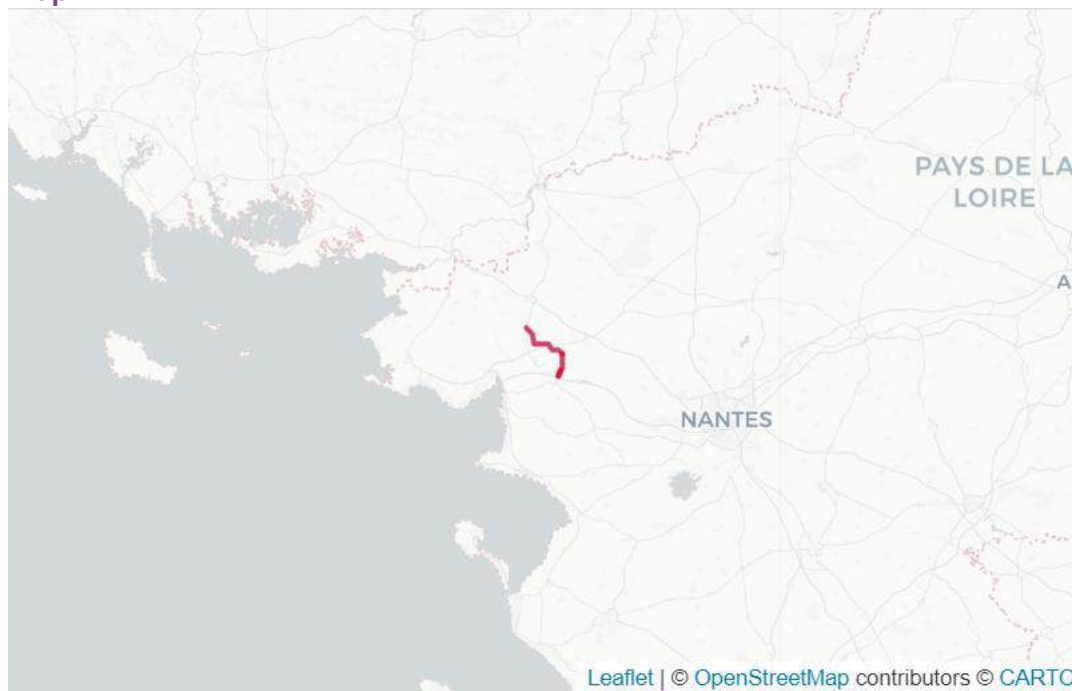 PAYS DE LA
LOIRE
A
NANTES
Leaflet | © OpenStreetMap contributors © CARTO